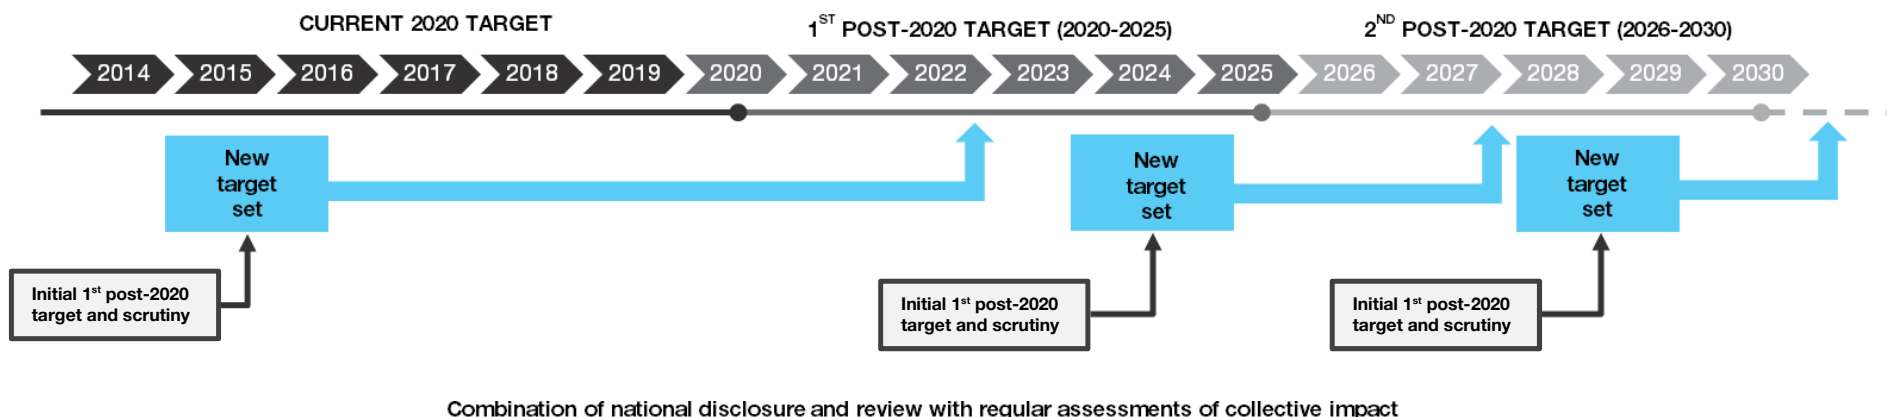 CURRENT 2020 TARGET
1ST POST-2020 TARGET (2020-2025)
2ND POST-2020 TARGET (2026-2030)
2014 2015 2016 2017 2018 2019 2020 2021 2022 2023 2024 2025 2026 2027 2028 2029 2030
New
target
set
New
target
set
New
target
set
Initial 1st post-2020
target and scrutiny
Initial 1st post-2020
target and scrutiny
Initial 1st post-2020
target and scrutiny
Combination of national disclosure and review with regular assessments of collective impact